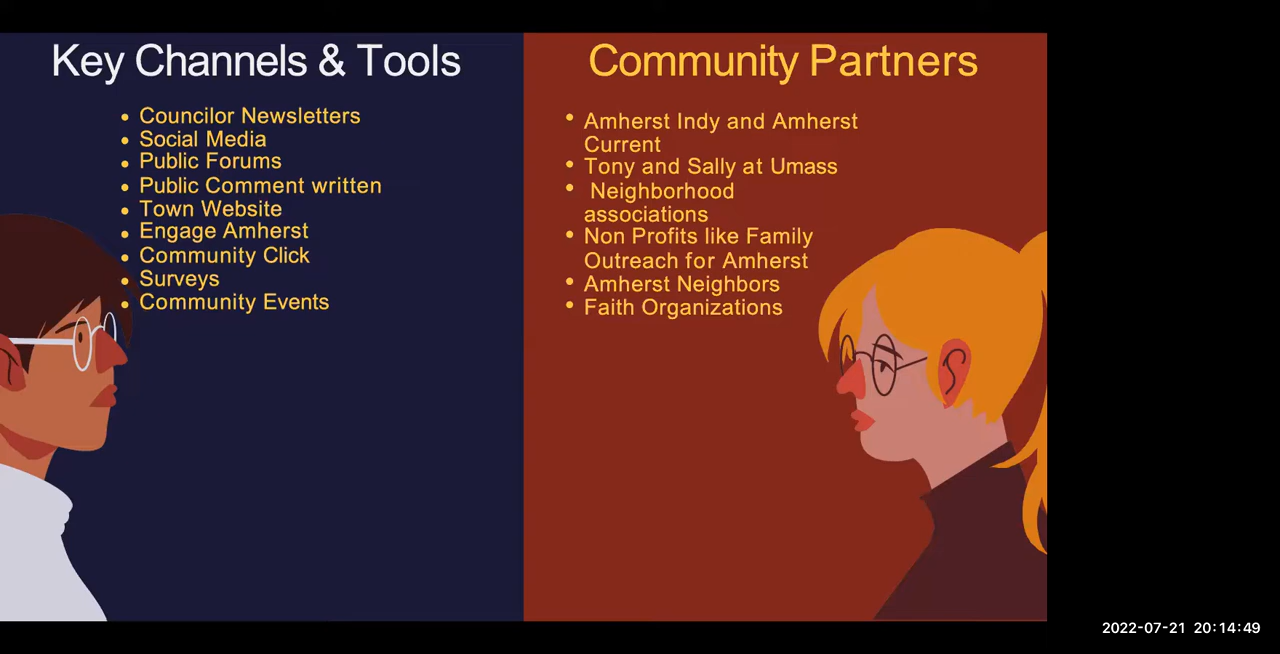 Key Channels & Tools
Councilor Newsletters
Social Media
Public Forums
Public Comment written
Town Website
Engage Amherst
Community Click
Surveys
Community Events
Community Partners
Amherst Indy and Amherst
Current
Tony and Sally at Umass
Neighborhood
associations
Non Profits like Family
Outreach for Amherst
Amherst Neighbors
Faith Organizations
2022-07-21 20:14:49